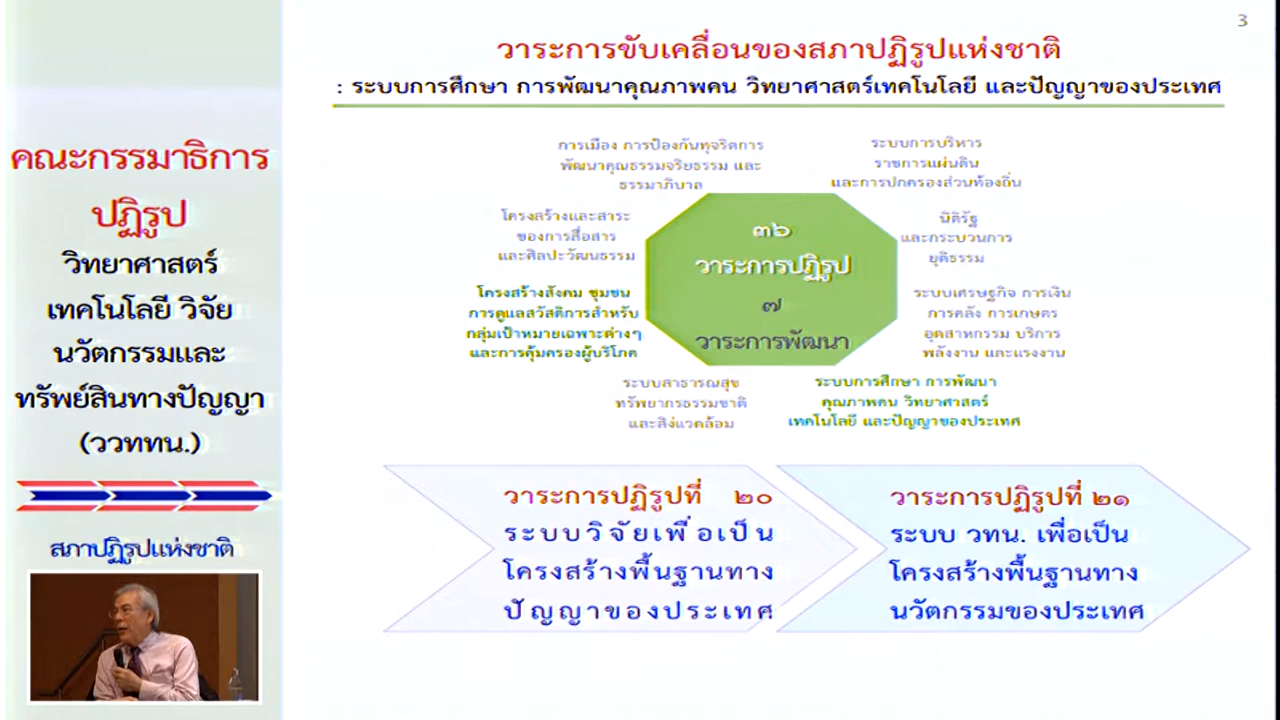 3
วาระการขับเคลื่อนของสภาปฏิรูปแห่งชาติ
: ระบบการศึกษา การพัฒนาคุณภาพคน วิทยาศาสตร์เทคโนโลยี และปัญญาของประเทศ
คณะกรรมาธิการ
ปฏิรูป
วิทยาศาสตร์
เทคโนโลยี วิจัย
นวัตกรรมและ
ทรัพย์สินทางปัญญา
(ววททน.)
สภาปฏิรูปแห่งชาติ
การเมือง การป้องกันทุจริตการ
พัฒนาคุณธรรมจริยธรรม และ
ธรรมาภิบาล
ระบบการบริหาร
ราชการแผ่นดิน
และการปกครองส่วนท้องถิ่น
โครงสร้างและสาระ
ของการสื่อสาร
และศิลปะวัฒนธรรม
นิติรัฐ
และกระบวนการ
ยุติธรรม
๓๖
วาระการปฏิรูป
๗
วาระการพัฒนา
โครงสร้างสังคม ชุมชน
การดูแลสวัสดิการสำหรับ
กลุ่มเป้าหมายเฉพาะต่างๆ
และการคุ้มครองผู้บริโภค
ระบบเศรษฐกิจ การเงิน
การคลัง การเกษตร
อุตสาหกรรม บริการ
พลังงาน และแรงงาน
ระบบสาธารณสุข
ทรัพยากรธรรมชาติ
และสิ่งแวดล้อม
ระบบการศึกษา การพัฒนา
คุณภาพคน วิทยาศาสตร์
เทคโนโลยี และปัญญาของประเทศ
วาระการปฏิรูปที่ ๒๐
ระบบวิจัยเพื่อเป็น
โครงสร้างพื้นฐานทาง
ปัญญาของประเทศ
วาระการปฏิรูปที่ ๒๑
ระบบ วทน. เพื่อเป็น
โครงสร้างพื้นฐานทาง
นวัตกรรมของประเทศ